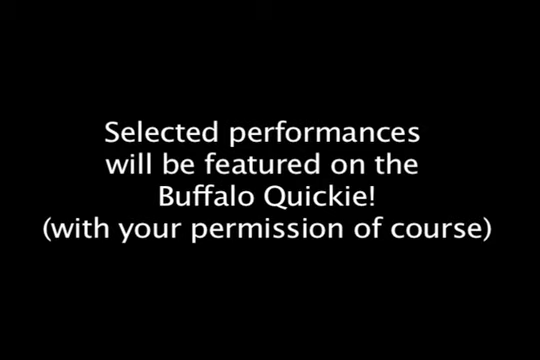 Selected performances
will be featured on the
Buffalo Quickie!
(with your permission of course)